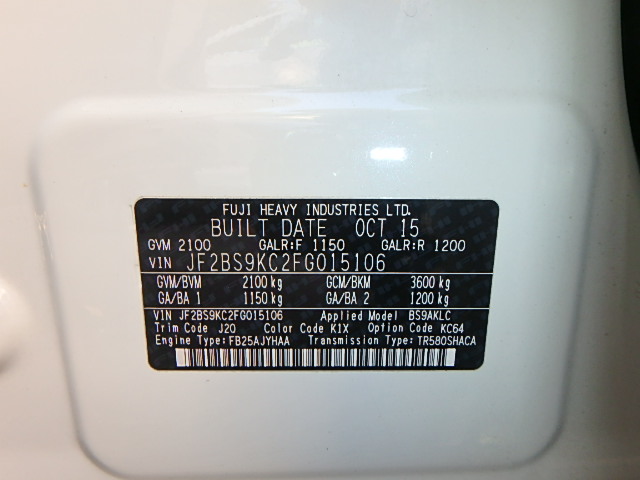 FUJI HEAVY INDUSTRIES LTD.
BUILT DATE OCT 15
GVM 2100 GALR:F 1150 GALR:R 1200
VIN JF2BS9KC2FG015106
GVM/BVM 2100 kg GCM/BKM 3600 kg
GA/BA 1 1150 kg GA/BA 2 1200 kg
VIN JF2BS9KC2FG015106 Applied Model BS9AKLC
Trim Code J20 Color Code K1X Option Code KC64
Engine Type: FB25AJYHAA Transmission Type: TR580SHACA